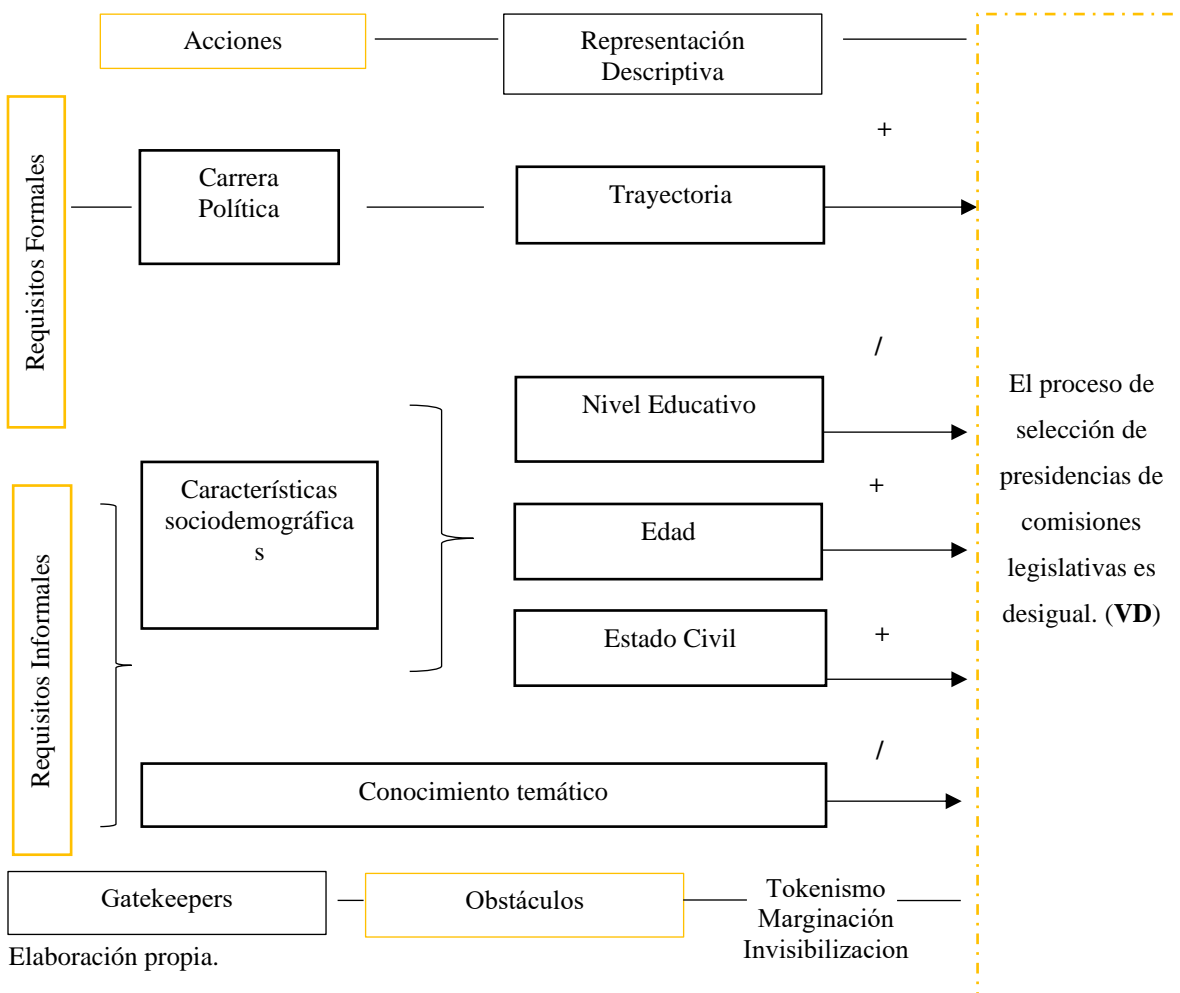 Acciones
Representación
Descriptiva
+
Requisitos Formales
Carrera
Política
Trayectoria
/
Nivel Educativo
+
Requisitos Informales
Características
sociodemográfica
s
Edad
+
Estado Civil
/
Conocimiento temático
El proceso de
selección de
presidencias de
comisiones
legislativas es
desigual. (VD)
Gatekeepers
Obstáculos
Tokenismo
Marginación
Invisibilizacion
Elaboración propia.